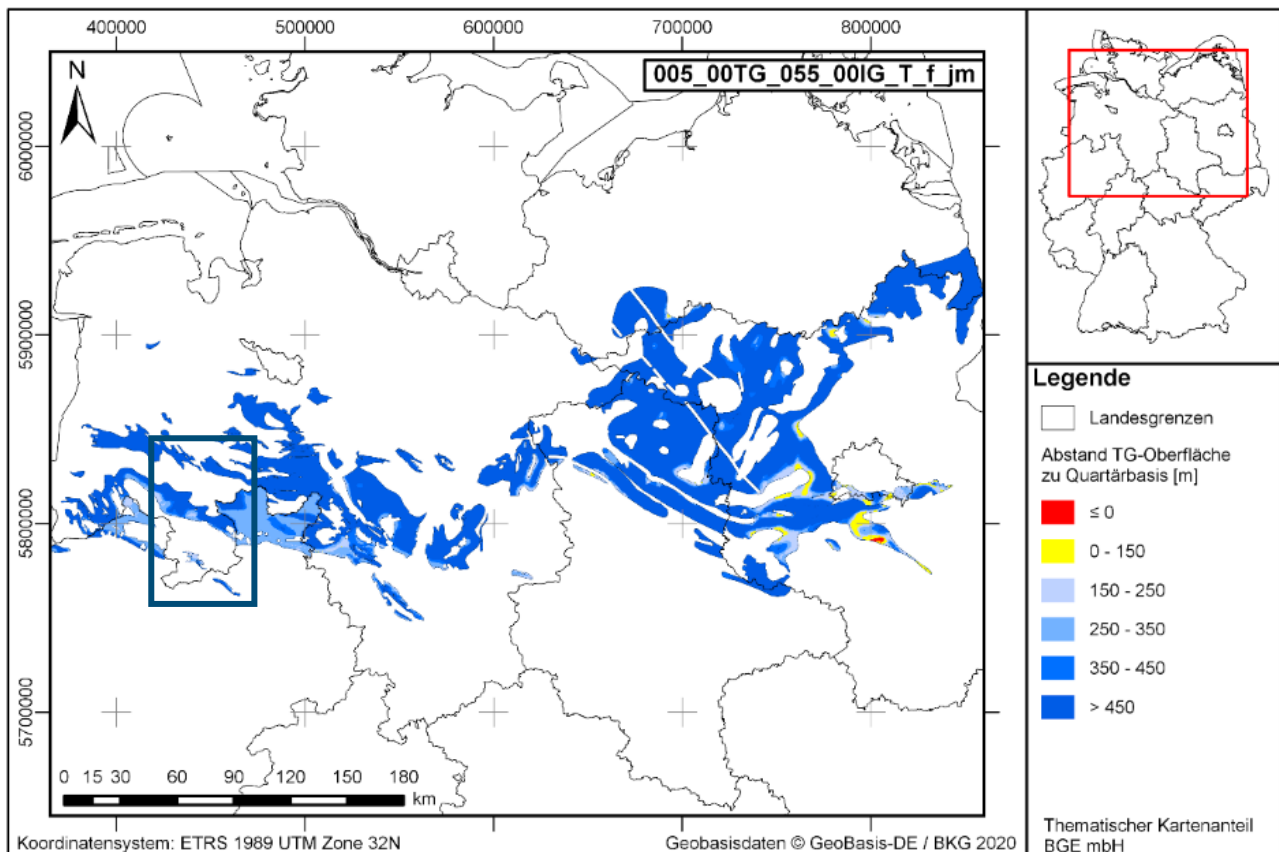 400000 500000 600000 700000 800000
N
005_00TG_055_00IG_T_f_jm
6000000
5900000
5800000
5700000
0 15 30 60 90 120 150 180
km
Koordinatensystem: ETRS 1989 UTM Zone 32N
Geobasisdaten © GeoBasis-DE / BKG 2020
Legende
Landesgrenzen
Abstand TG-Oberfläche
zu Quartärbasis [m]
≤ 0
0 - 150
150 - 250
250 - 350
350 - 450
> 450
Thematischer Kartenanteil
BGE mbH